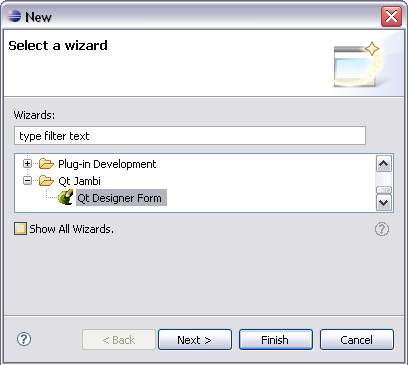 New
Select a wizard
Wizards:
type filter text
Plug-in Development
Qt Jambi
Qt Designer Form
Show All Wizards.
< Back
Next >
Finish
Cancel